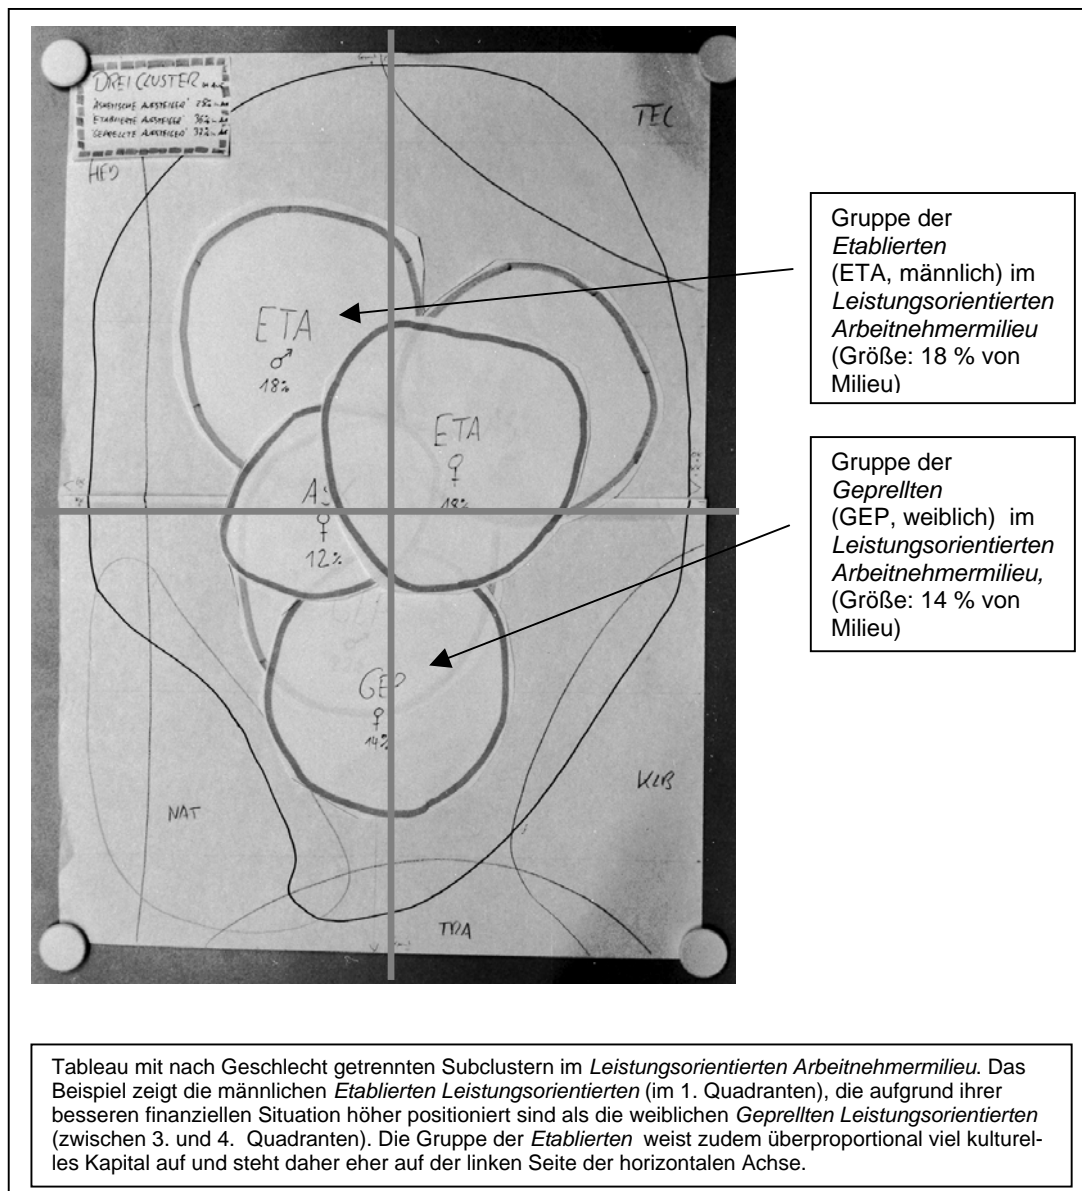 DREI CLUSTER
'ASKETISCHE AUFSTEIGER' 28%
'ETABLIERTE AUFSTEIGER' 36%
'GEPRELLTE AUFSTEIGER'
HED
TEC
ETA
♂
18%
ETA
♀
18%
♀
12%
GEP
♀
14%
NAT
KLB
TRA
Gruppe der
Etablierten
(ETA, männlich) im
Leistungsorientierten
Arbeitnehmermilieu
(Größe: 18 % von
Milieu)
Gruppe der
Geprellten
(GEP, weiblich) im
Leistungsorientierten
Arbeitnehmermilieu,
(Größe: 14 % von
Milieu)
Tableau mit nach Geschlecht getrennten Subclustern im Leistungsorientierten Arbeitnehmermilieu. Das
Beispiel zeigt die männlichen Etablierten Leistungsorientierten (im 1. Quadranten), die aufgrund ihrer
besseren finanziellen Situation höher positioniert sind als die weiblichen Geprellten Leistungsorientierten
(zwischen 3. und 4. Quadranten). Die Gruppe der Etablierten weist zudem überproportional viel kulturel-
les Kapital auf und steht daher eher auf der linken Seite der horizontalen Achse.